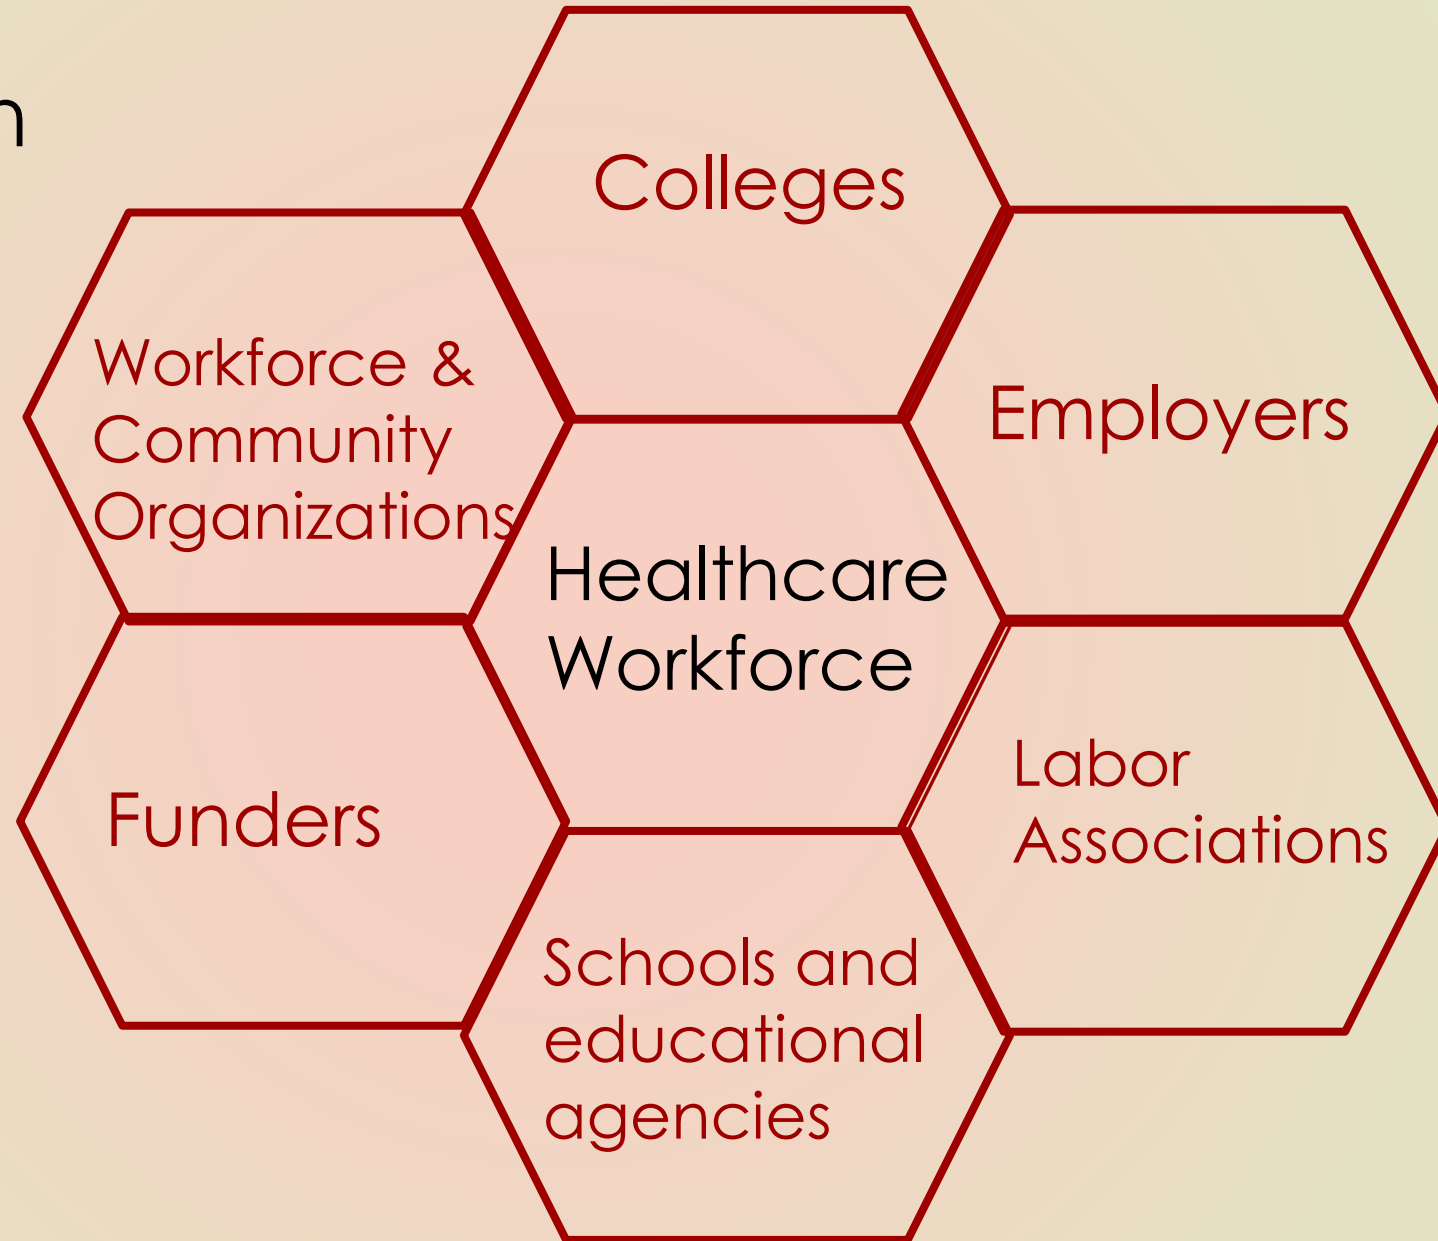 Colleges
Workforce &
Community
Organizations
Employers
Healthcare
Workforce
Funders
Labor
Associations
Schools and
educational
agencies